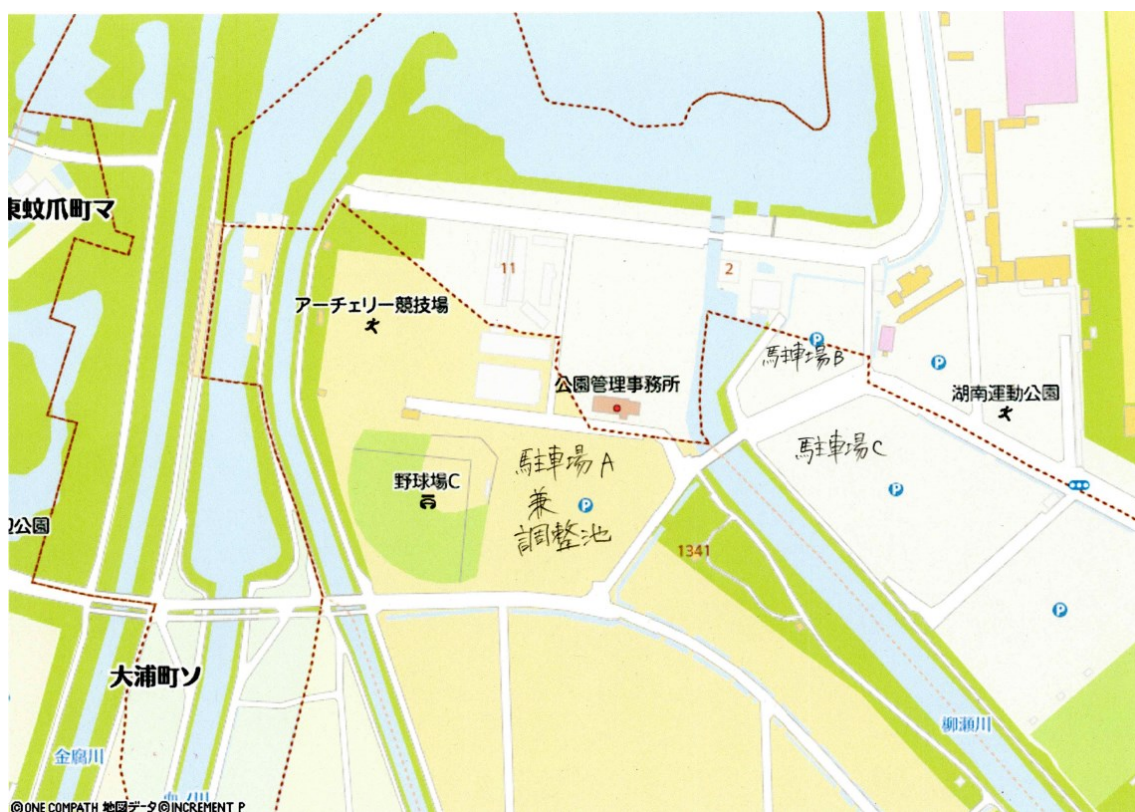 東蚊爪町マ
11
2
アーチェリー競技場
P
駐車場B
P
公園管理事務所
湖南運動公園
駐車場A
兼
調整池
P
野球場C
駐車場C
P
辺公園
1341
P
大浦町ソ
柳瀬川
金腐川
©ONE COMPATH 地図データ©INCREMENT P